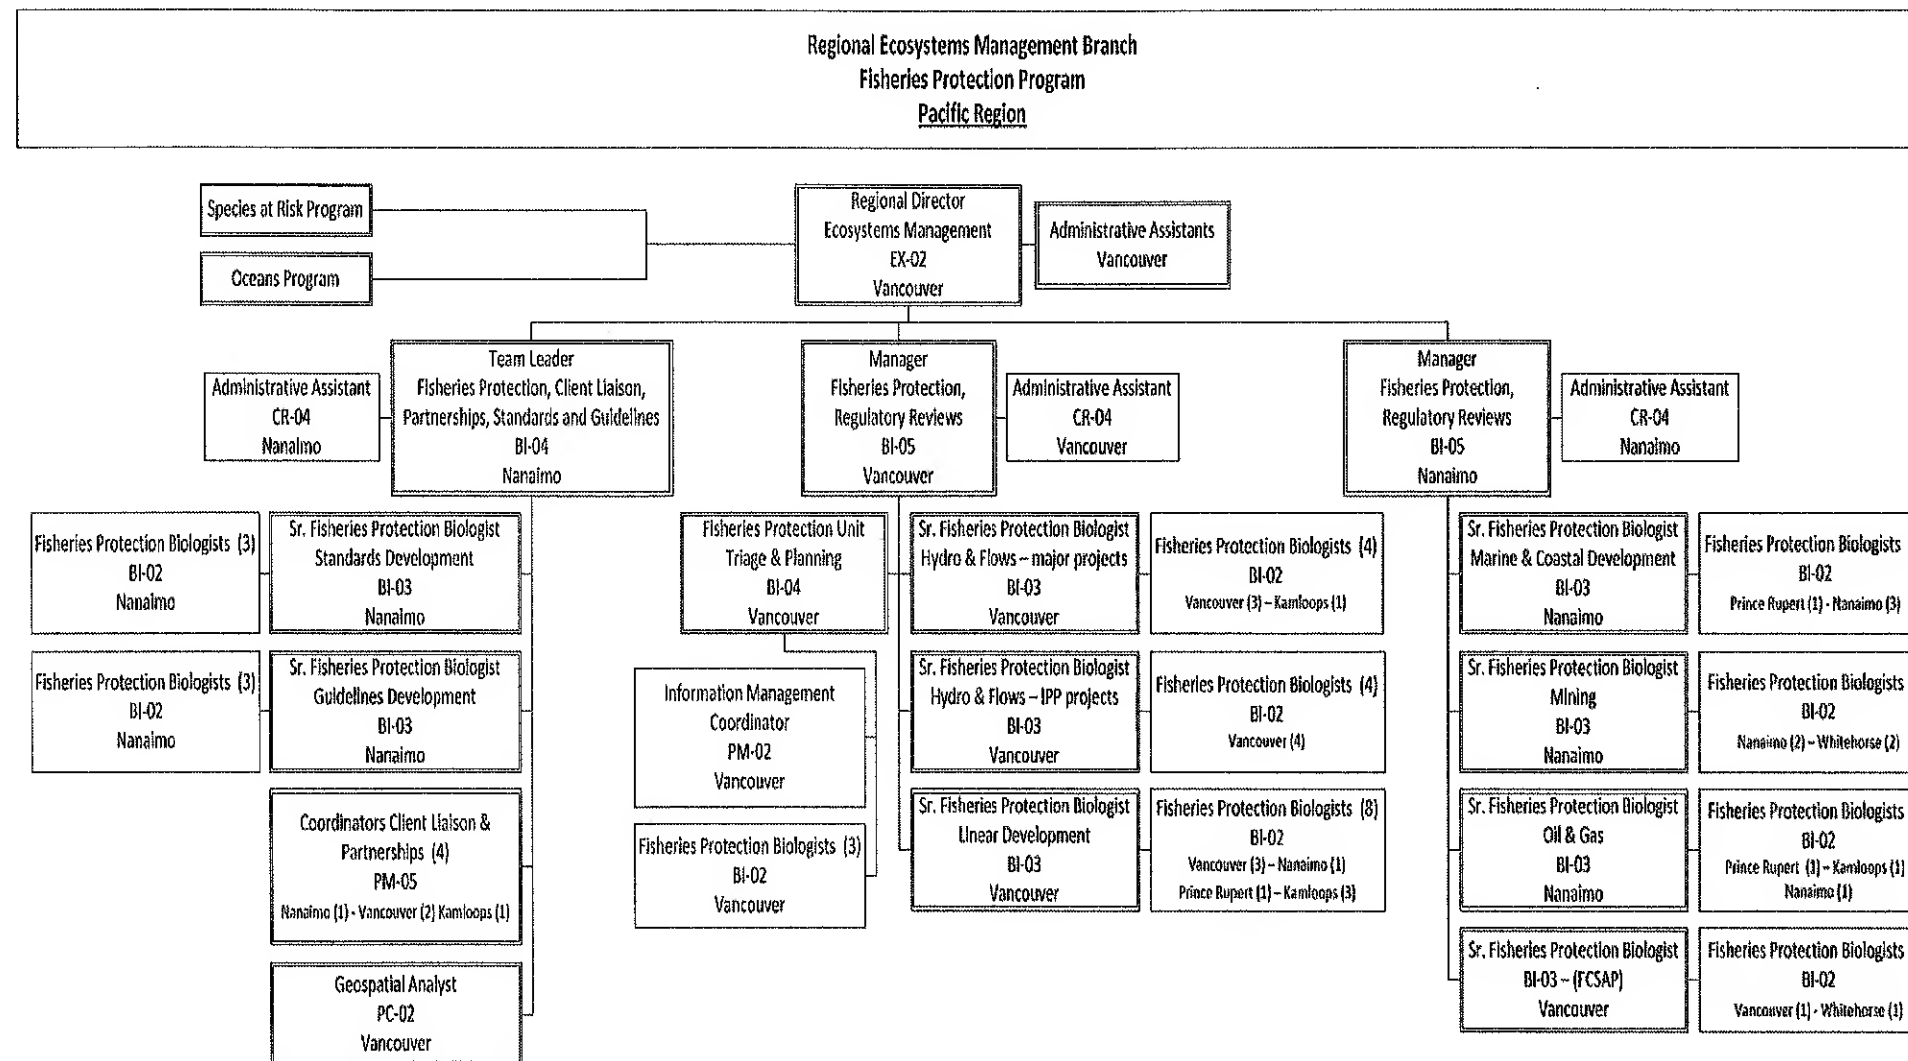 Regional Ecosystems Management Branch
Fisheries Protection Program
Pacific Region
Species at Risk Program
Oceans Program
Regional Director
Ecosystems Management
EX-02
Vancouver
Administrative Assistants
Vancouver
Administrative Assistant
CR-04
Nanaimo
Team Leader
Fisheries Protection, Client Liaison,
Partnerships, Standards and Guidelines
BI-04
Nanaimo
Manager
Fisheries Protection,
Regulatory Reviews
BI-05
Vancouver
Administrative Assistant
CR-04
Vancouver
Manager
Fisheries Protection,
Regulatory Reviews
BI-05
Nanaimo
Administrative Assistant
CR-04
Nanaimo
Fisheries Protection Biologists (3)
BI-02
Nanaimo
Sr. Fisheries Protection Biologist
Standards Development
BI-03
Nanaimo
Fisheries Protection Biologists (3)
BI-02
Nanaimo
Sr. Fisheries Protection Biologist
Guidelines Development
BI-03
Nanaimo
Coordinators Client Liaison &
Partnerships (4)
PM-05
Nanaimo (1) - Vancouver (2) Kamloops (1)
Geospatial Analyst
PC-02
Vancouver
Fisheries Protection Unit
Triage & Planning
BI-04
Vancouver
Information Management
Coordinator
PM-02
Vancouver
Fisheries Protection Biologists (3)
BI-02
Vancouver
Sr. Fisheries Protection Biologist
Hydro & Flows – major projects
BI-03
Vancouver
Fisheries Protection Biologists (4)
BI-02
Vancouver (3) – Kamloops (1)
Sr. Fisheries Protection Biologist
Hydro & Flows – IPP projects
BI-03
Vancouver
Fisheries Protection Biologists (4)
BI-02
Vancouver (4)
Sr. Fisheries Protection Biologist
Linear Development
BI-03
Vancouver
Fisheries Protection Biologists (8)
BI-02
Vancouver (3) – Nanaimo (1)
Prince Rupert (1) – Kamloops (3)
Sr. Fisheries Protection Biologist
Marine & Coastal Development
BI-03
Nanaimo
Fisheries Protection Biologists
BI-02
Prince Rupert (1) - Nanaimo (3)
Sr. Fisheries Protection Biologist
Mining
BI-03
Nanaimo
Fisheries Protection Biologists
BI-02
Nanaimo (2) – Whitehorse (2)
Sr. Fisheries Protection Biologist
Oil & Gas
BI-03
Nanaimo
Fisheries Protection Biologists
BI-02
Prince Rupert (3) – Kamloops (1)
Nanaimo (1)
Sr. Fisheries Protection Biologist
BI-03 – (FCSAP)
Vancouver
Fisheries Protection Biologists
BI-02
Vancouver (1) - Whitehorse (1)